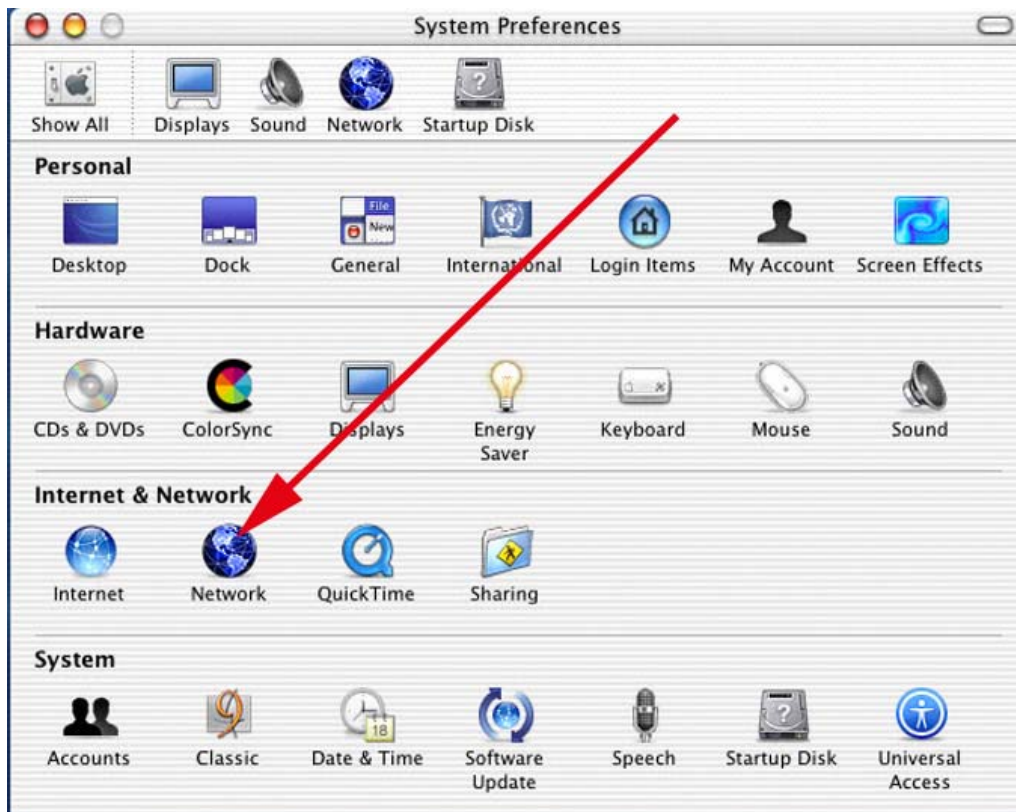 System Preferences
Show All Displays Sound Network Startup Disk
Personal
File
New
Desktop Dock General International Login Items My Account Screen Effects
Hardware
CDs & DVDs ColorSync Displays Energy Saver Keyboard Mouse Sound
Internet & Network
Internet Network QuickTime Sharing
System
18
Accounts Classic Date & Time Software Update Speech Startup Disk Universal Access